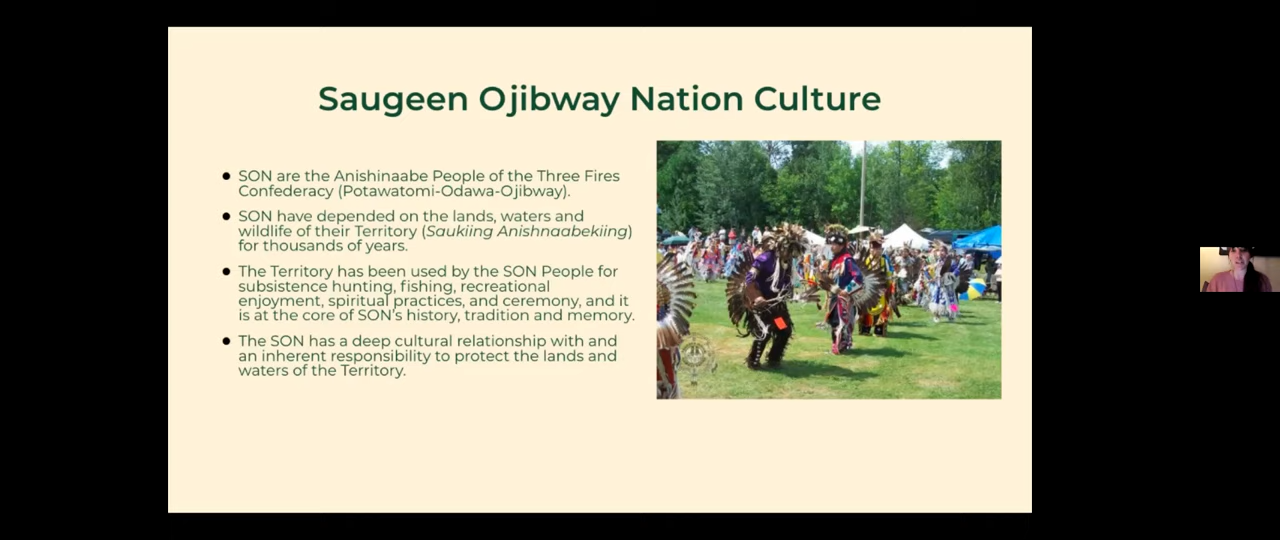 Saugeen Ojibway Nation Culture
SON are the Anishinaabe People of the Three Fires
Confederacy (Potawatomi-Odawa-Ojibway).
SON have depended on the lands, waters and
wildlife of their Territory (Saukiing Anishnaabekiing)
for thousands of years.
The Territory has been used by the SON People for
subsistence hunting, fishing, recreational
enjoyment, spiritual practices, and ceremony, and it
is at the core of SON's history, tradition and memory.
The SON has a deep cultural relationship with and
an inherent responsibility to protect the lands and
waters of the Territory.